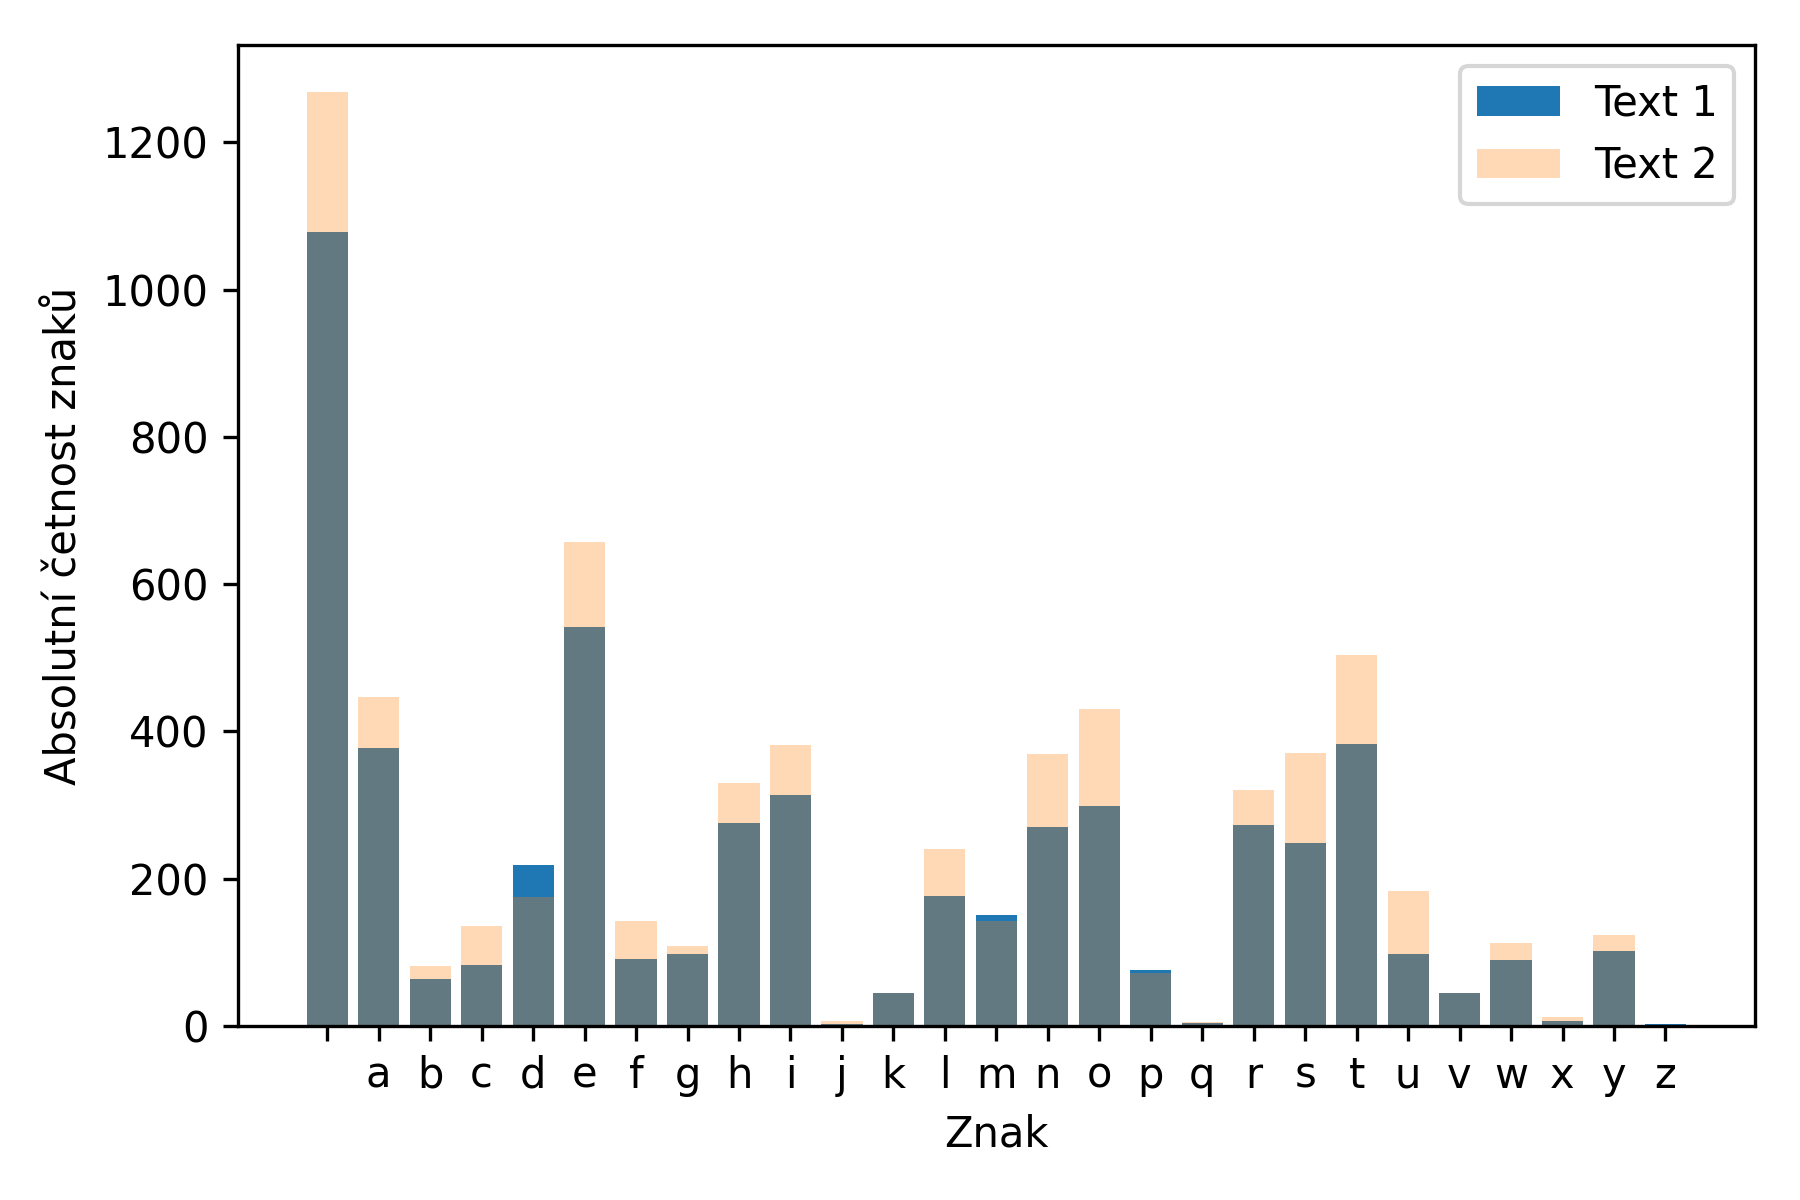 Text 1
Text 2
1200
1000
800
600
400
200
0
Absolutní četnost znaků
a b c d e f g h i j k l m n o p q r s t u v w x y z
Znak